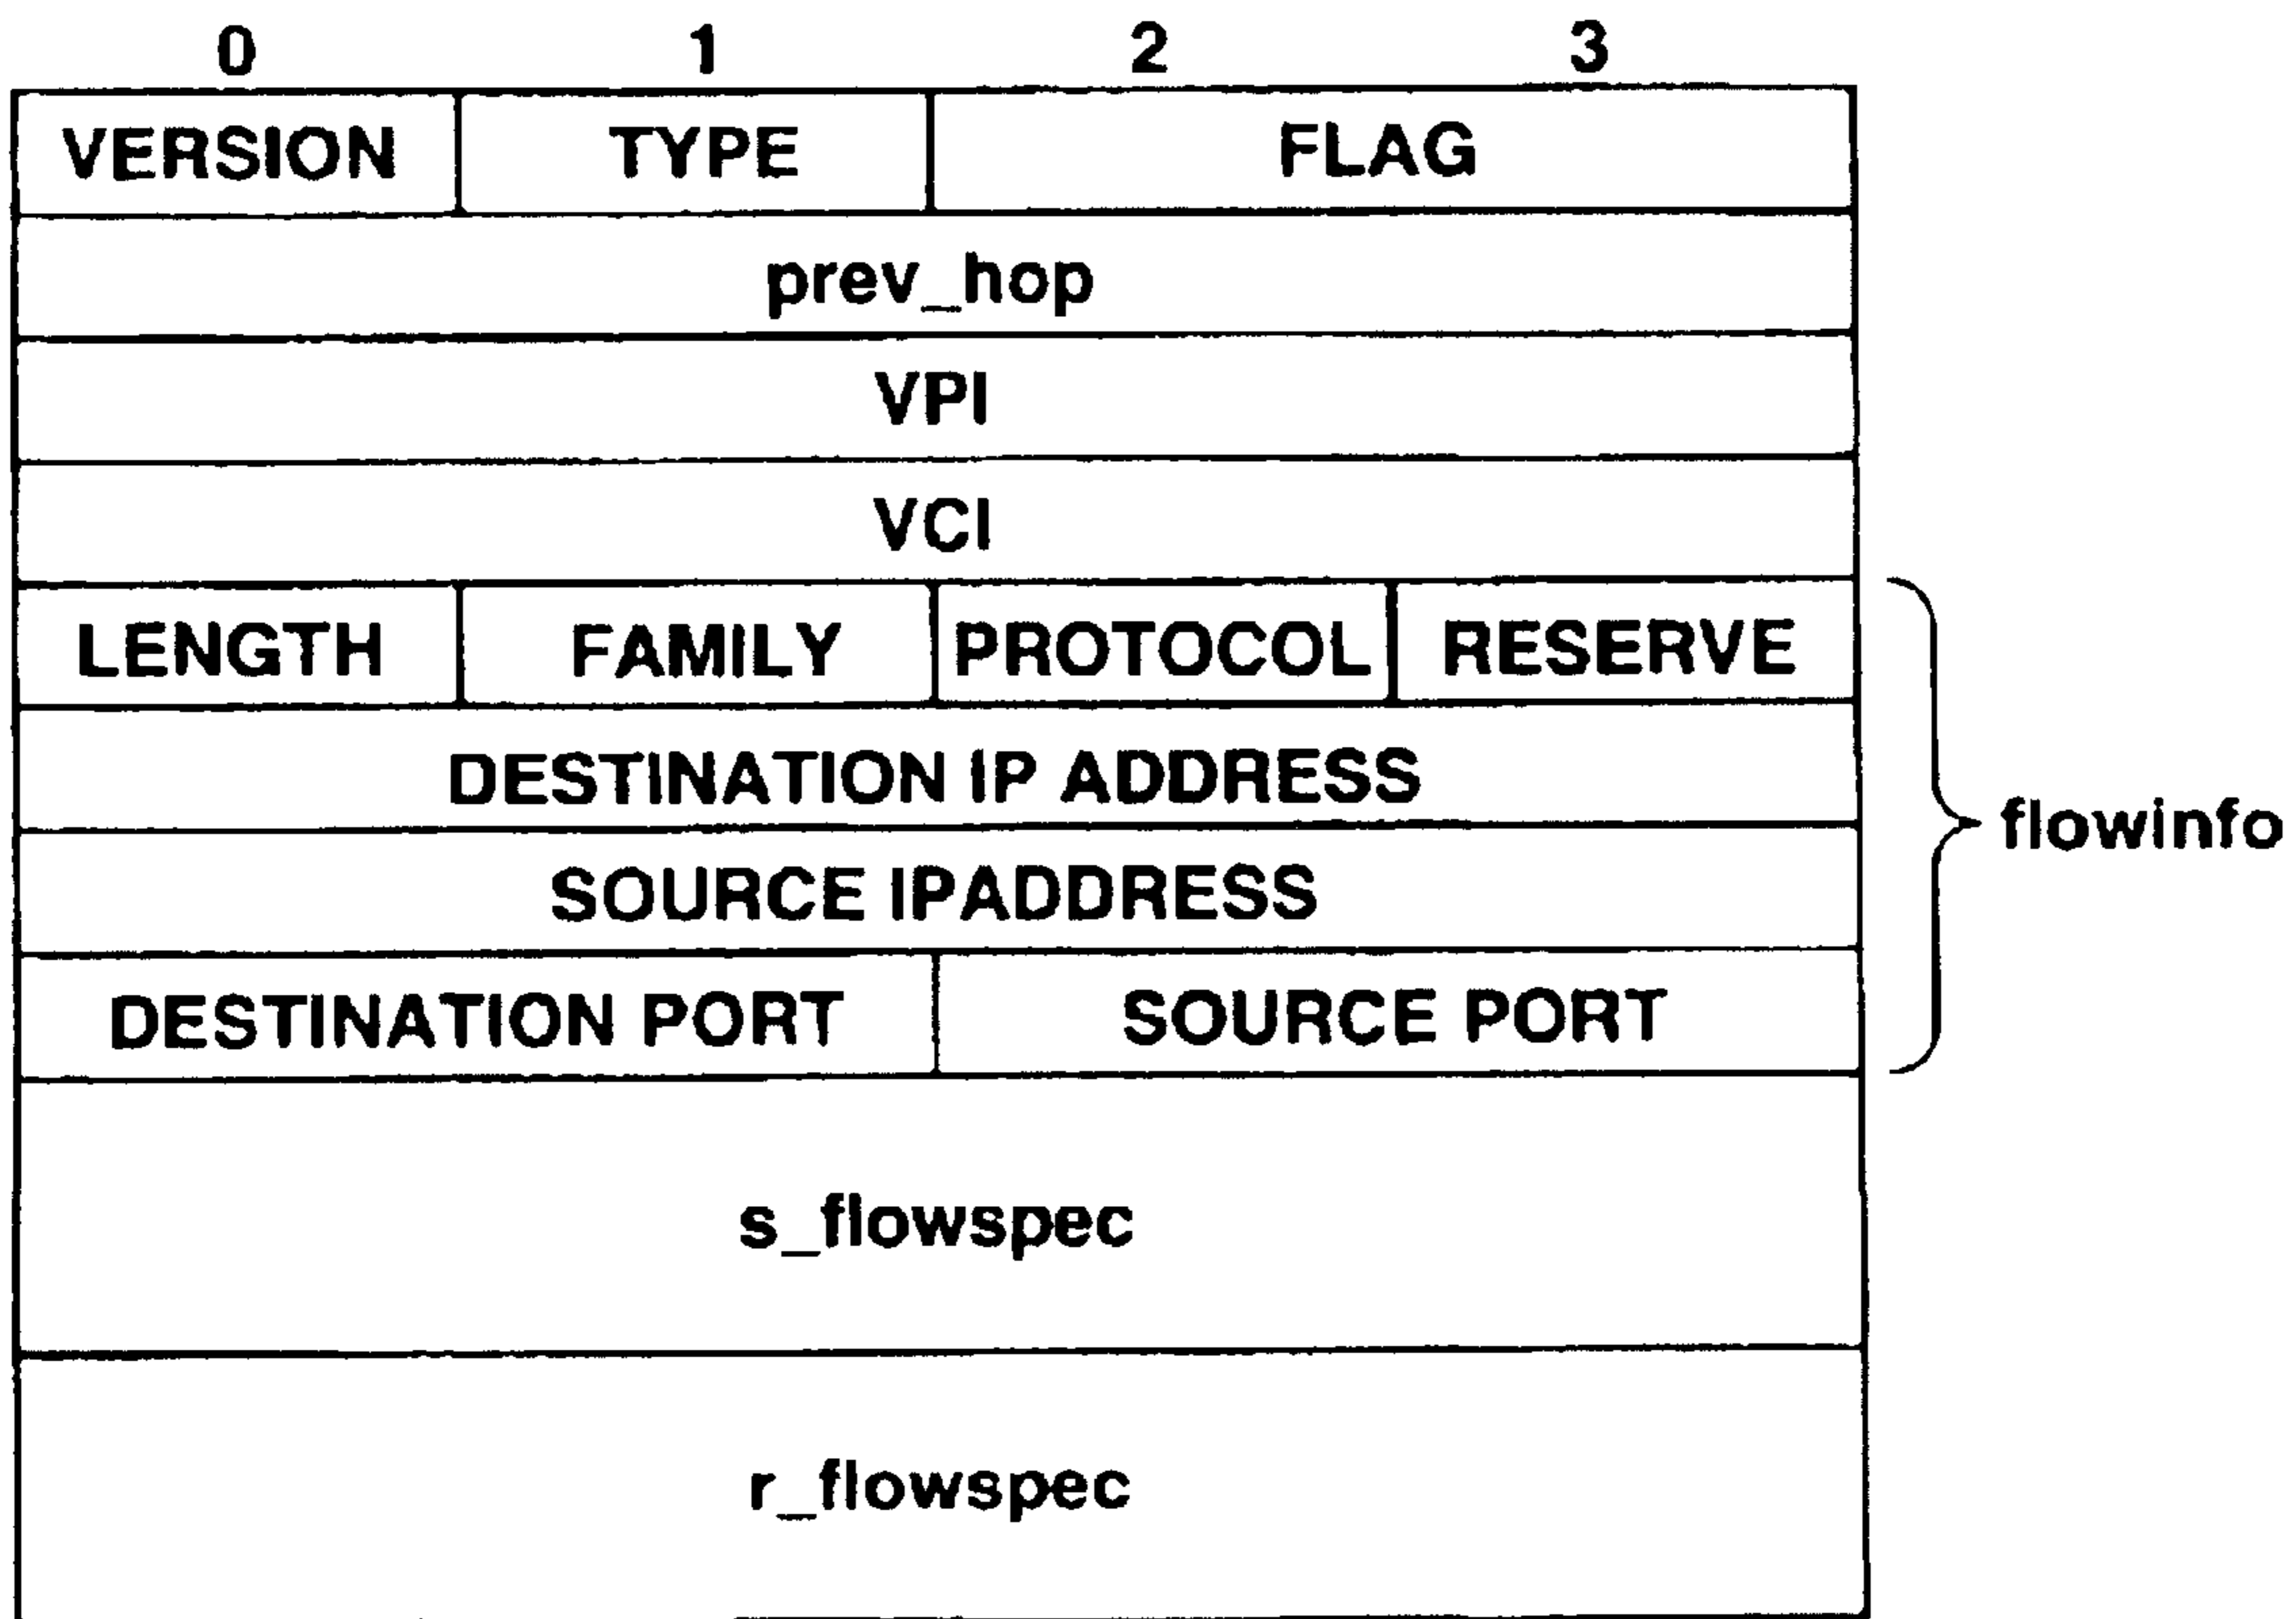 0 1 2 3
VERSION TYPE FLAG
prev_hop
VPI
VCI
LENGTH FAMILY PROTOCOL RESERVE
DESTINATION IP ADDRESS
flowinfo
SOURCE IPADDRESS
DESTINATION PORT SOURCE PORT
s_flowspec
r_flowspec